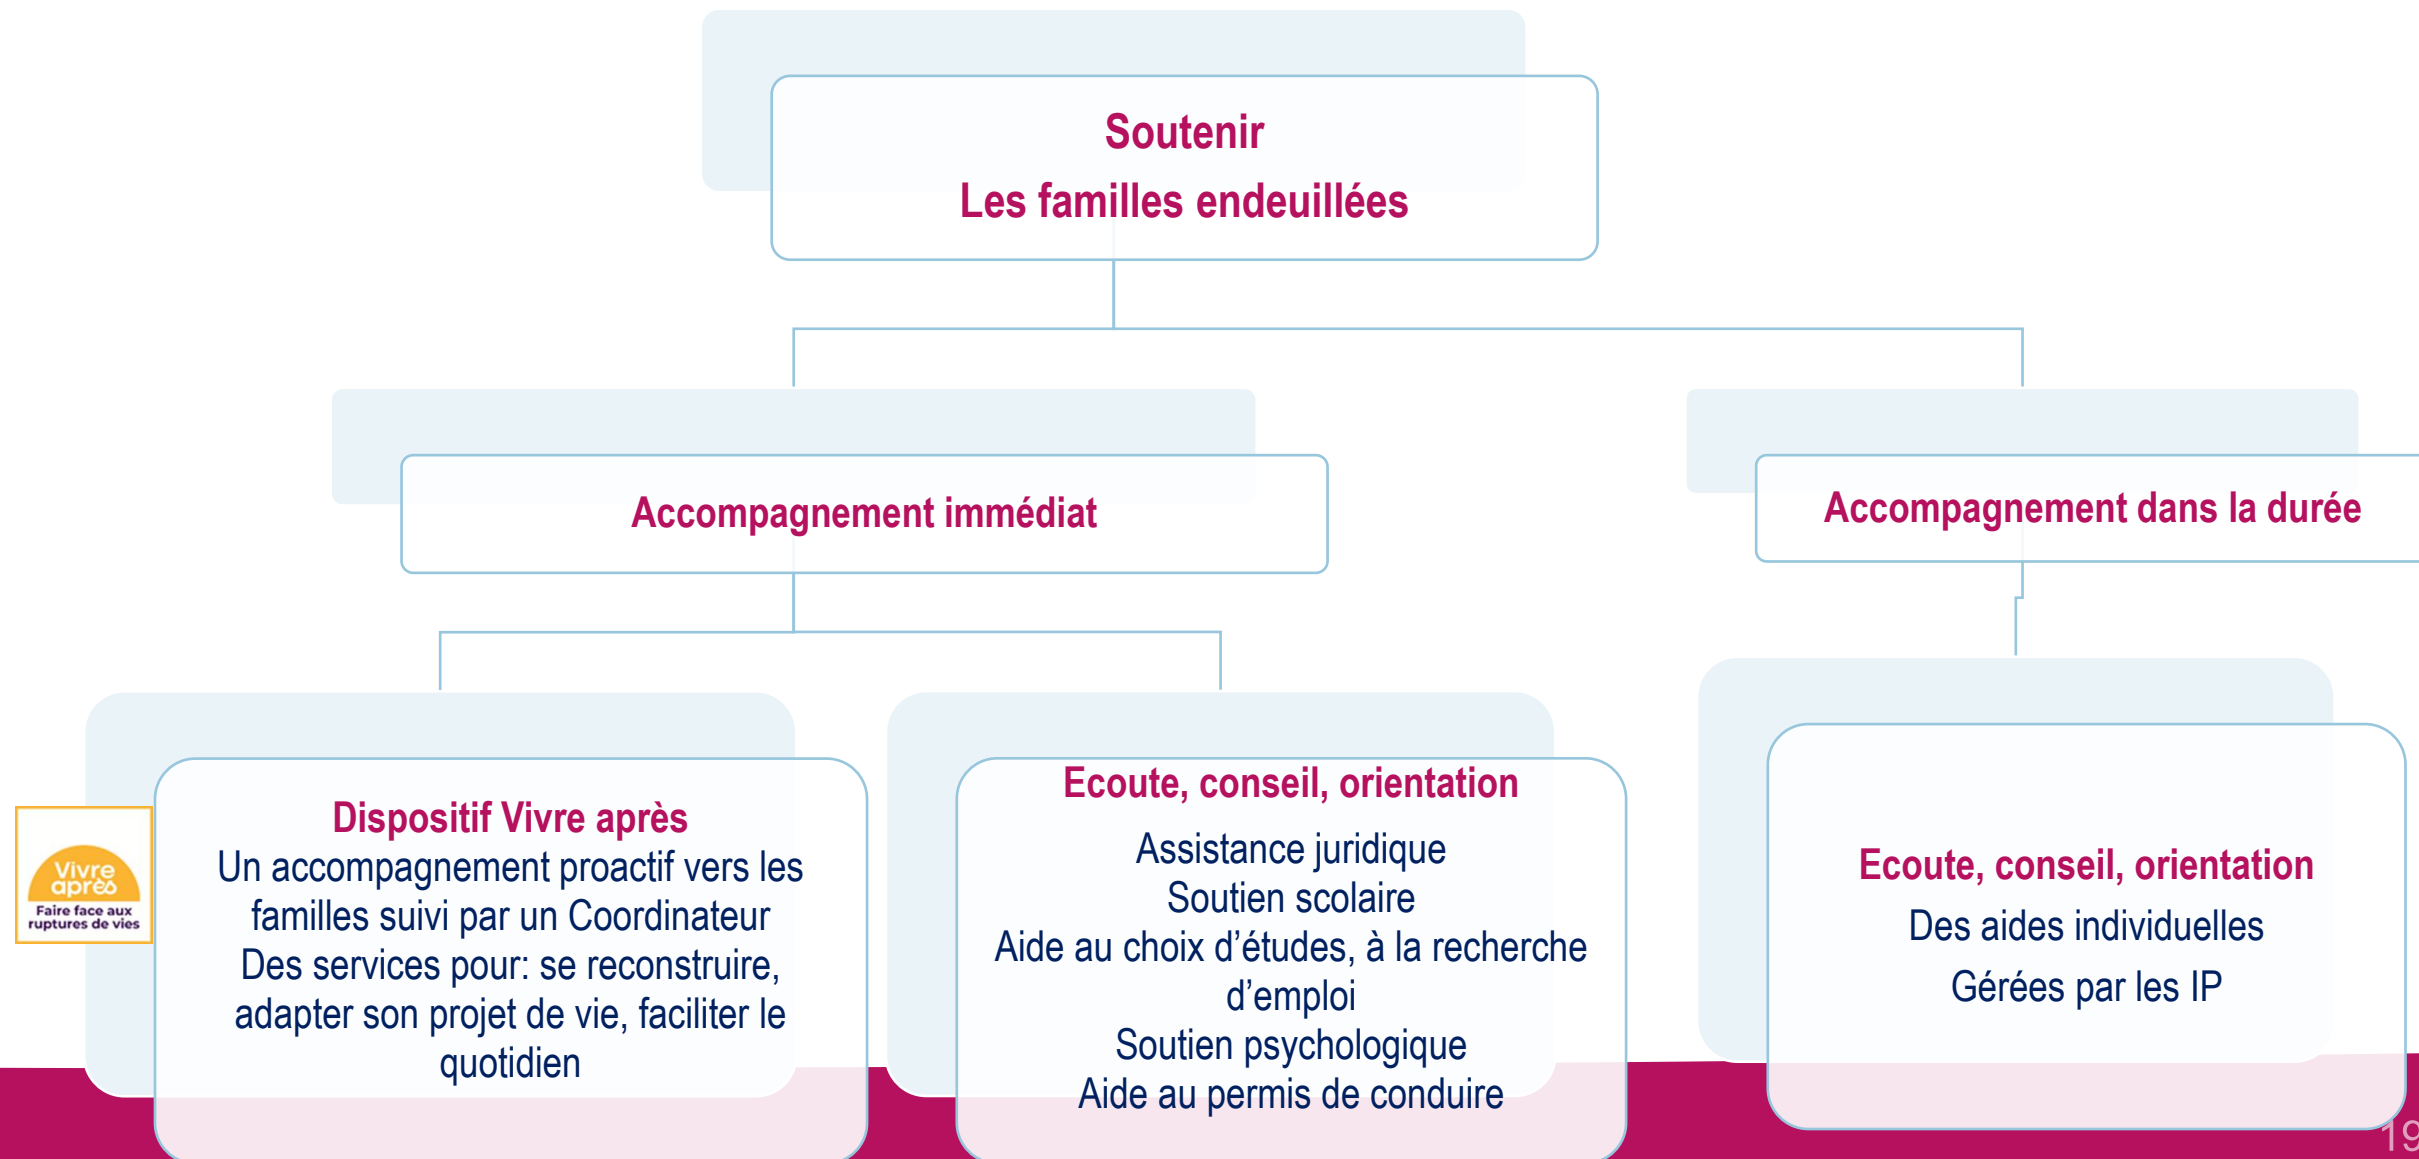 Soutenir
Les familles endeuillées
Accompagnement immédiat
Accompagnement dans la durée
Vivre
après
Faire face aux
ruptures de vies
Dispositif Vivre après
Un accompagnement proactif vers les
familles suivi par un Coordinateur
Des services pour: se reconstruire,
adapter son projet de vie, faciliter le
quotidien
Ecoute, conseil, orientation
Assistance juridique
Soutien scolaire
Aide au choix d’études, à la recherche
d’emploi
Soutien psychologique
Aide au permis de conduire
Ecoute, conseil, orientation
Des aides individuelles
Gérées par les IP
19